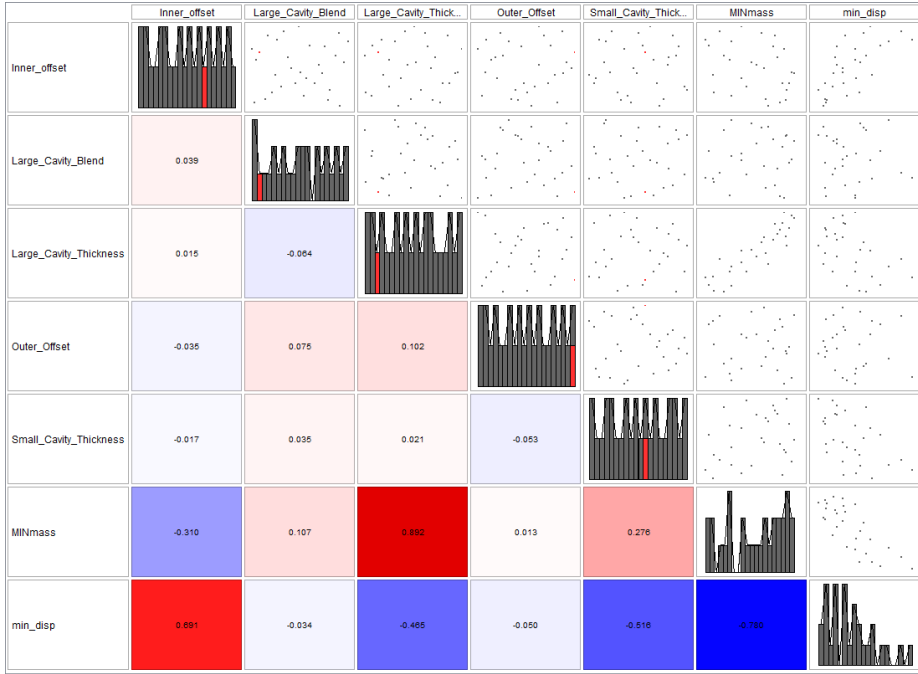 Inner_offset Large_Cavity_Blend Large_Cavity_Thick... Outer_Offset Small_Cavity_Thick... MINmass min_disp
Inner_offset
Large_Cavity_Blend 0.039
Large_Cavity_Thickness 0.015 -0.064
Outer_Offset -0.035 0.075 0.102
Small_Cavity_Thickness -0.017 0.035 0.021 -0.053
MINmass -0.310 0.107 0.892 0.013 0.276
min_disp 0.691 -0.034 -0.465 -0.050 -0.516